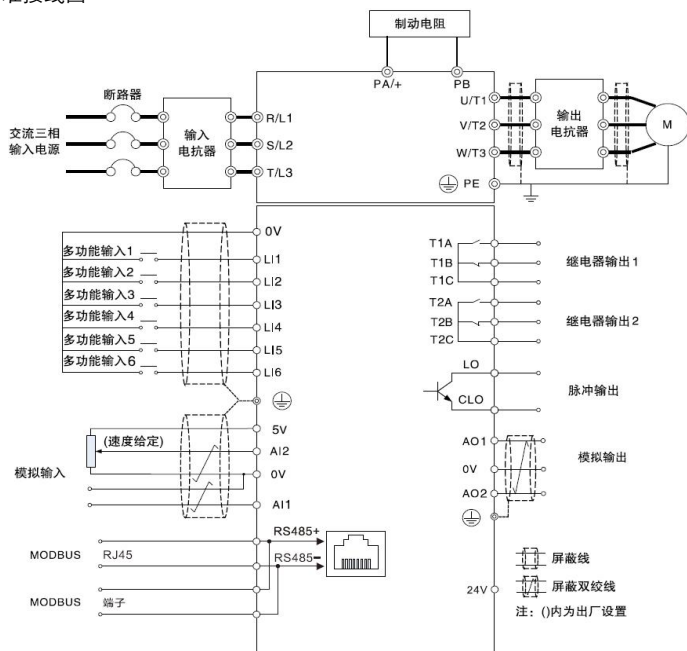 制动电阻
PA/+
PB
断路器
交流三相
输入电源
输入
电抗器
R/L1
S/L2
T/L3
U/T1
V/T2
W/T3
PE
输出
电抗器
M
0V
多功能输入1
LI1
多功能输入2
LI2
多功能输入3
LI3
多功能输入4
LI4
多功能输入5
LI5
多功能输入6
LI6
T1A
T1B
T1C
继电器输出1
T2A
T2B
T2C
继电器输出2
LO
CLO
脉冲输出
5V
(速度给定)
AI2
模拟输入
0V
AI1
AO1
0V
AO2
模拟输出
RS485+
MODBUS
RJ45
RS485-
MODBUS
端子
24V
屏蔽线
屏蔽双绞线
注：()内为出厂设置